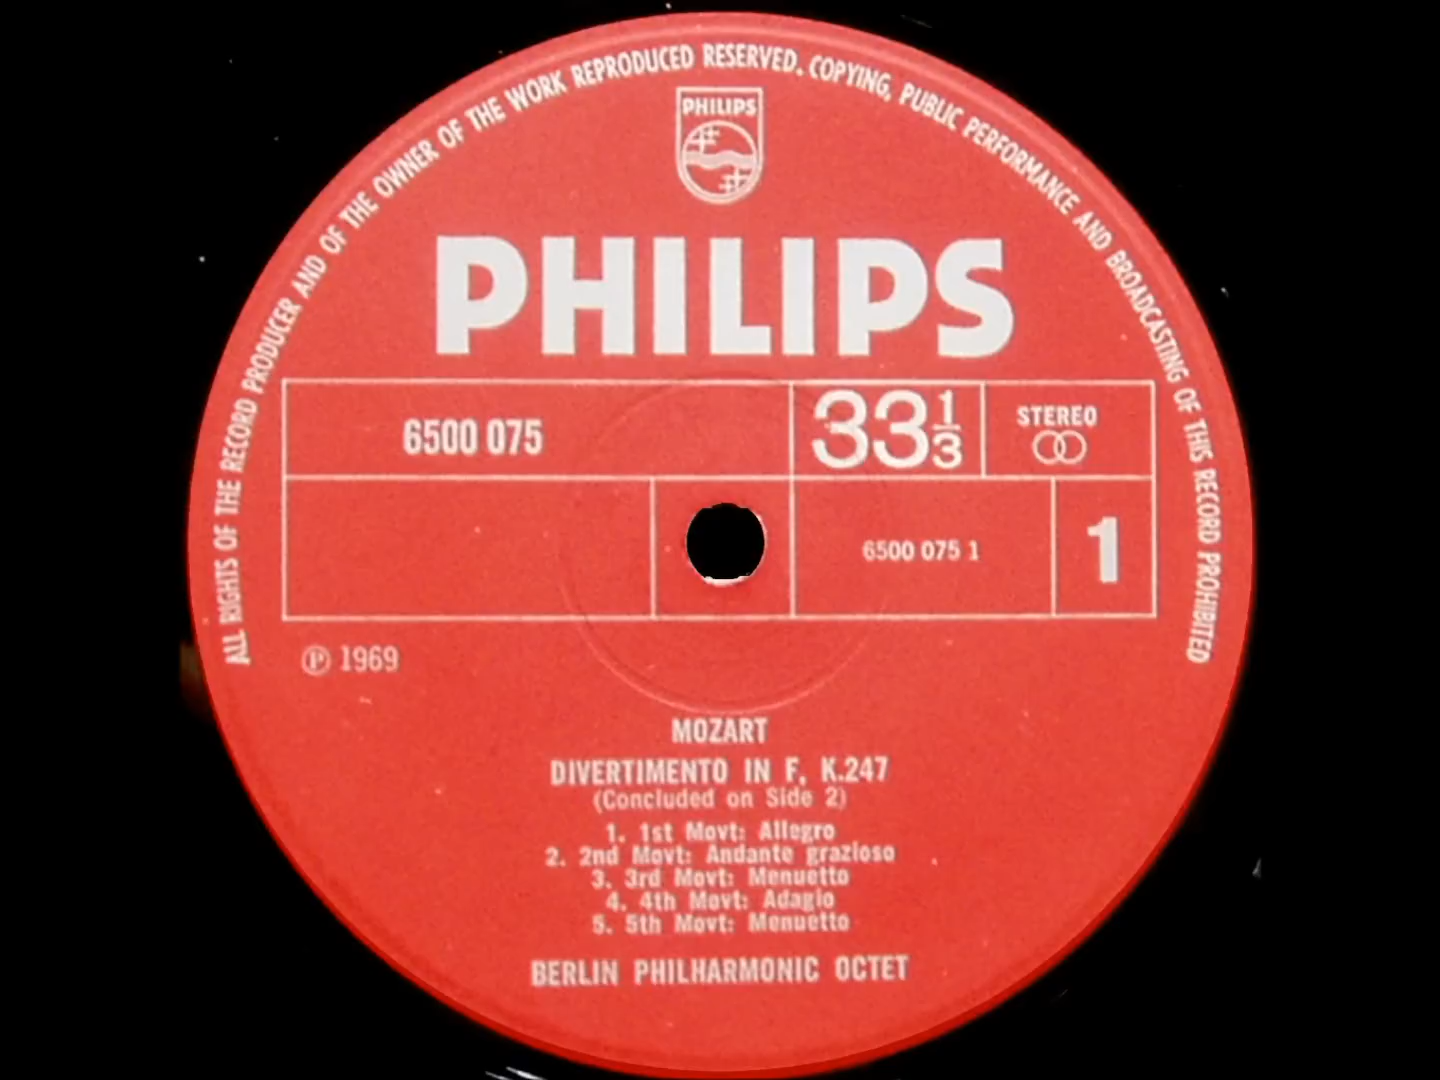 ALL RIGHTS OF THE RECORD PRODUCER AND OF THE OWNER OF THE WORK REPRODUCED RESERVED. COPYING, PUBLIC PERFORMANCE AND BROADCASTING OF THIS RECORD PROHIBITED
PHILIPS
PHILIPS
6500 075
33 1/3
STEREO
6500 075 1
1
Ⓟ 1969
MOZART
DIVERTIMENTO IN F, K.247
(Concluded on Side 2)
1. 1st Movt: Allegro
2. 2nd Movt: Andante grazioso
3. 3rd Movt: Menuetto
4. 4th Movt: Adagio
5. 5th Movt: Menuetto
BERLIN PHILHARMONIC OCTET